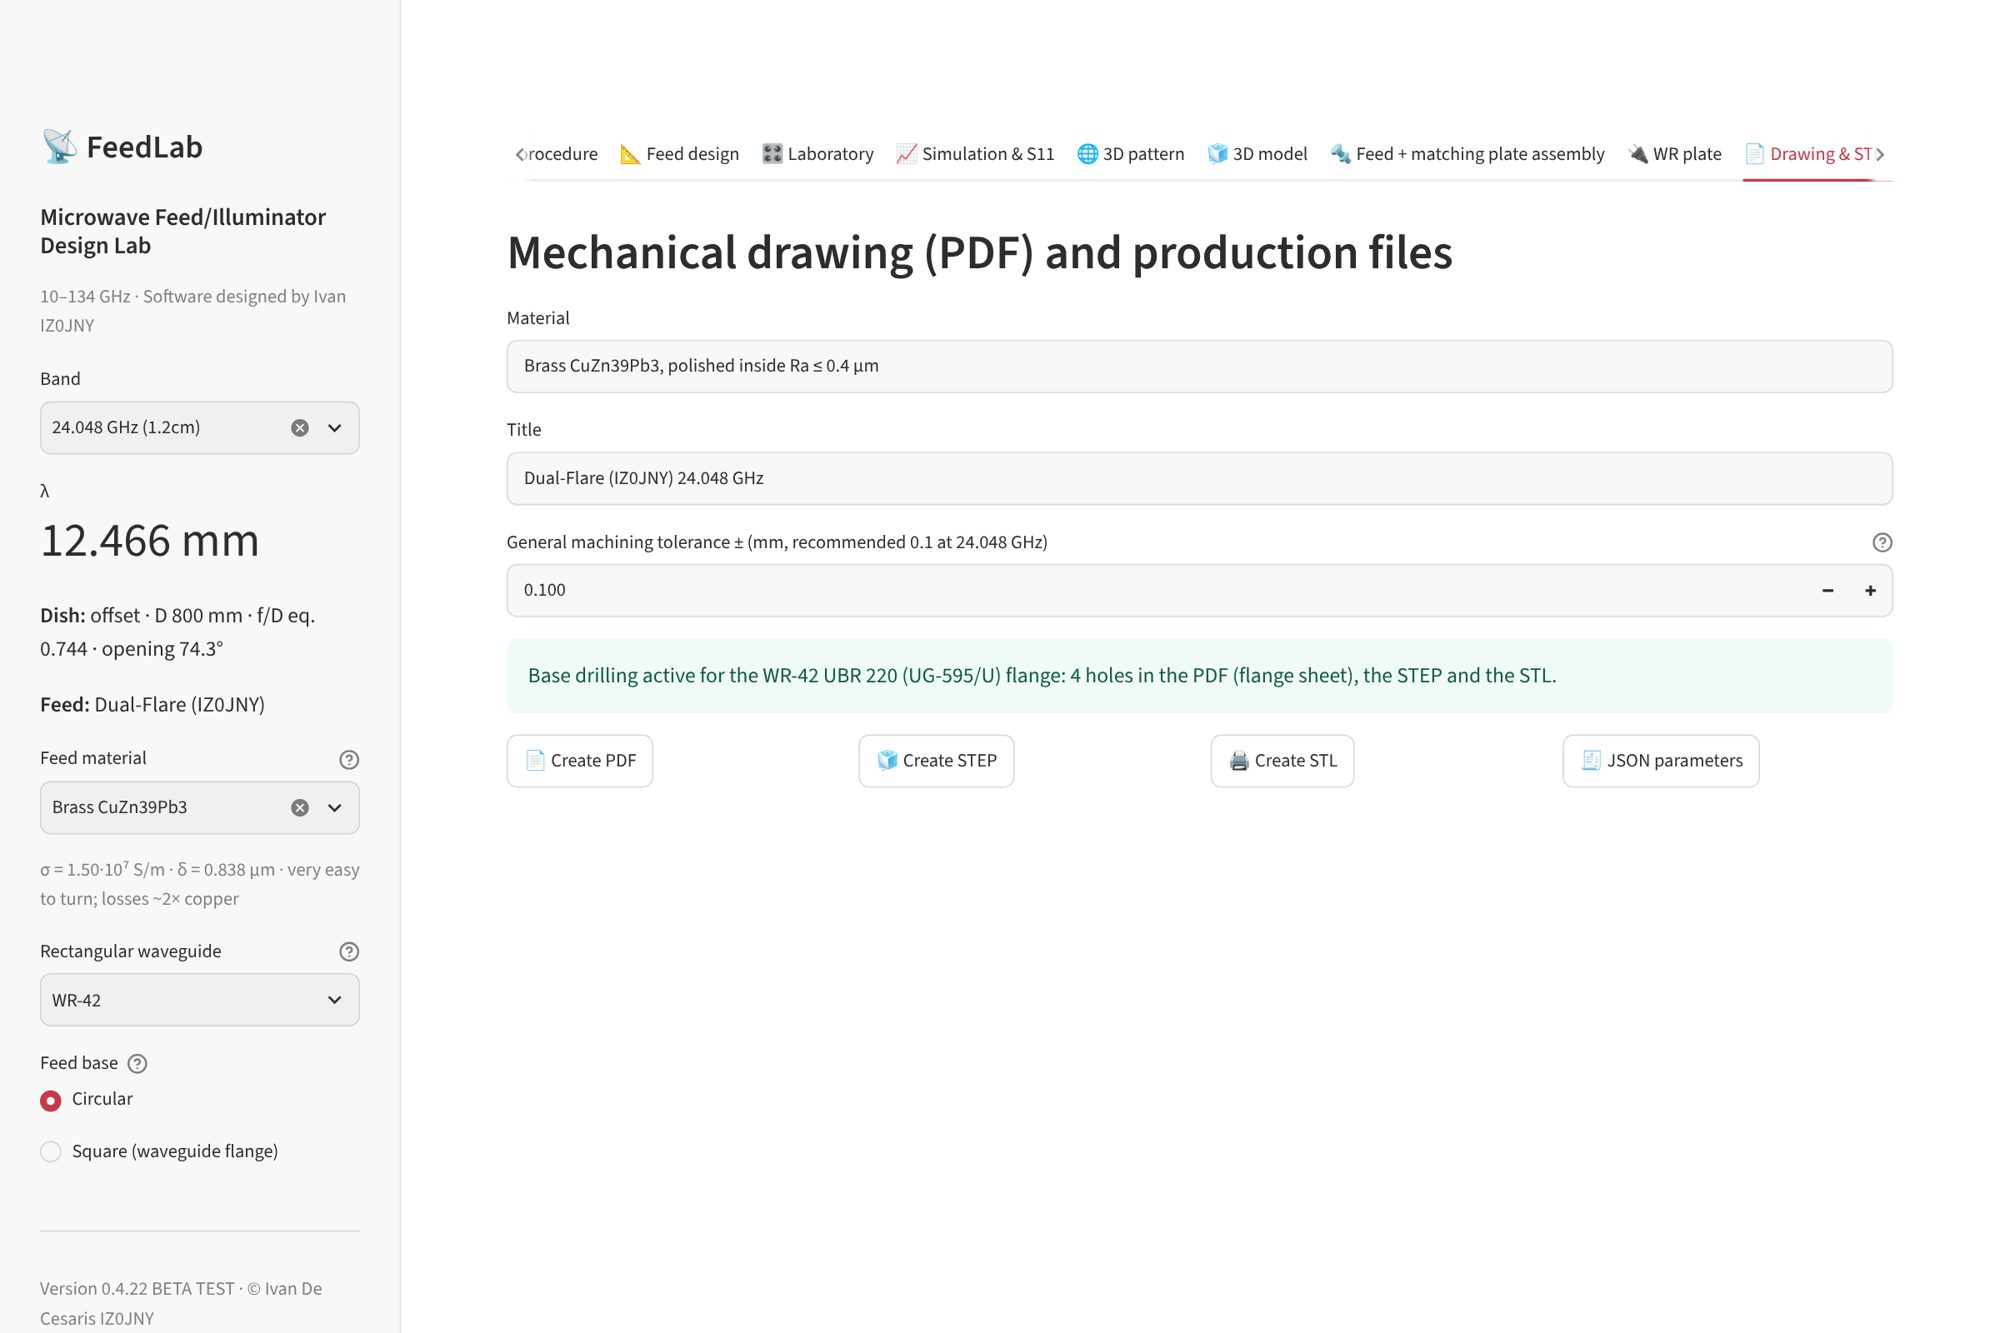 FeedLab
Microwave Feed/Illuminator
Design Lab
10–134 GHz · Software designed by Ivan
IZ0JNY
Band
24.048 GHz (1.2cm)
λ
12.466 mm
Dish: offset · D 800 mm · f/D eq.
0.744 · opening 74.3°
Feed: Dual-Flare (IZ0JNY)
Feed material
Brass CuZn39Pb3
σ = 1.50·10⁷ S/m · δ = 0.838 µm · very easy
to turn; losses ~2× copper
Rectangular waveguide
WR-42
Feed base
Circular
Square (waveguide flange)
Version 0.4.22 BETA TEST · © Ivan De
Cesaris IZ0JNY
rocedure Feed design Laboratory Simulation & S11 3D pattern 3D model Feed + matching plate assembly WR plate Drawing & ST
Mechanical drawing (PDF) and production files
Material
Brass CuZn39Pb3, polished inside Ra ≤ 0.4 µm
Title
Dual-Flare (IZ0JNY) 24.048 GHz
General machining tolerance ± (mm, recommended 0.1 at 24.048 GHz)
0.100
Base drilling active for the WR-42 UBR 220 (UG-595/U) flange: 4 holes in the PDF (flange sheet), the STEP and the STL.
Create PDF Create STEP Create STL JSON parameters